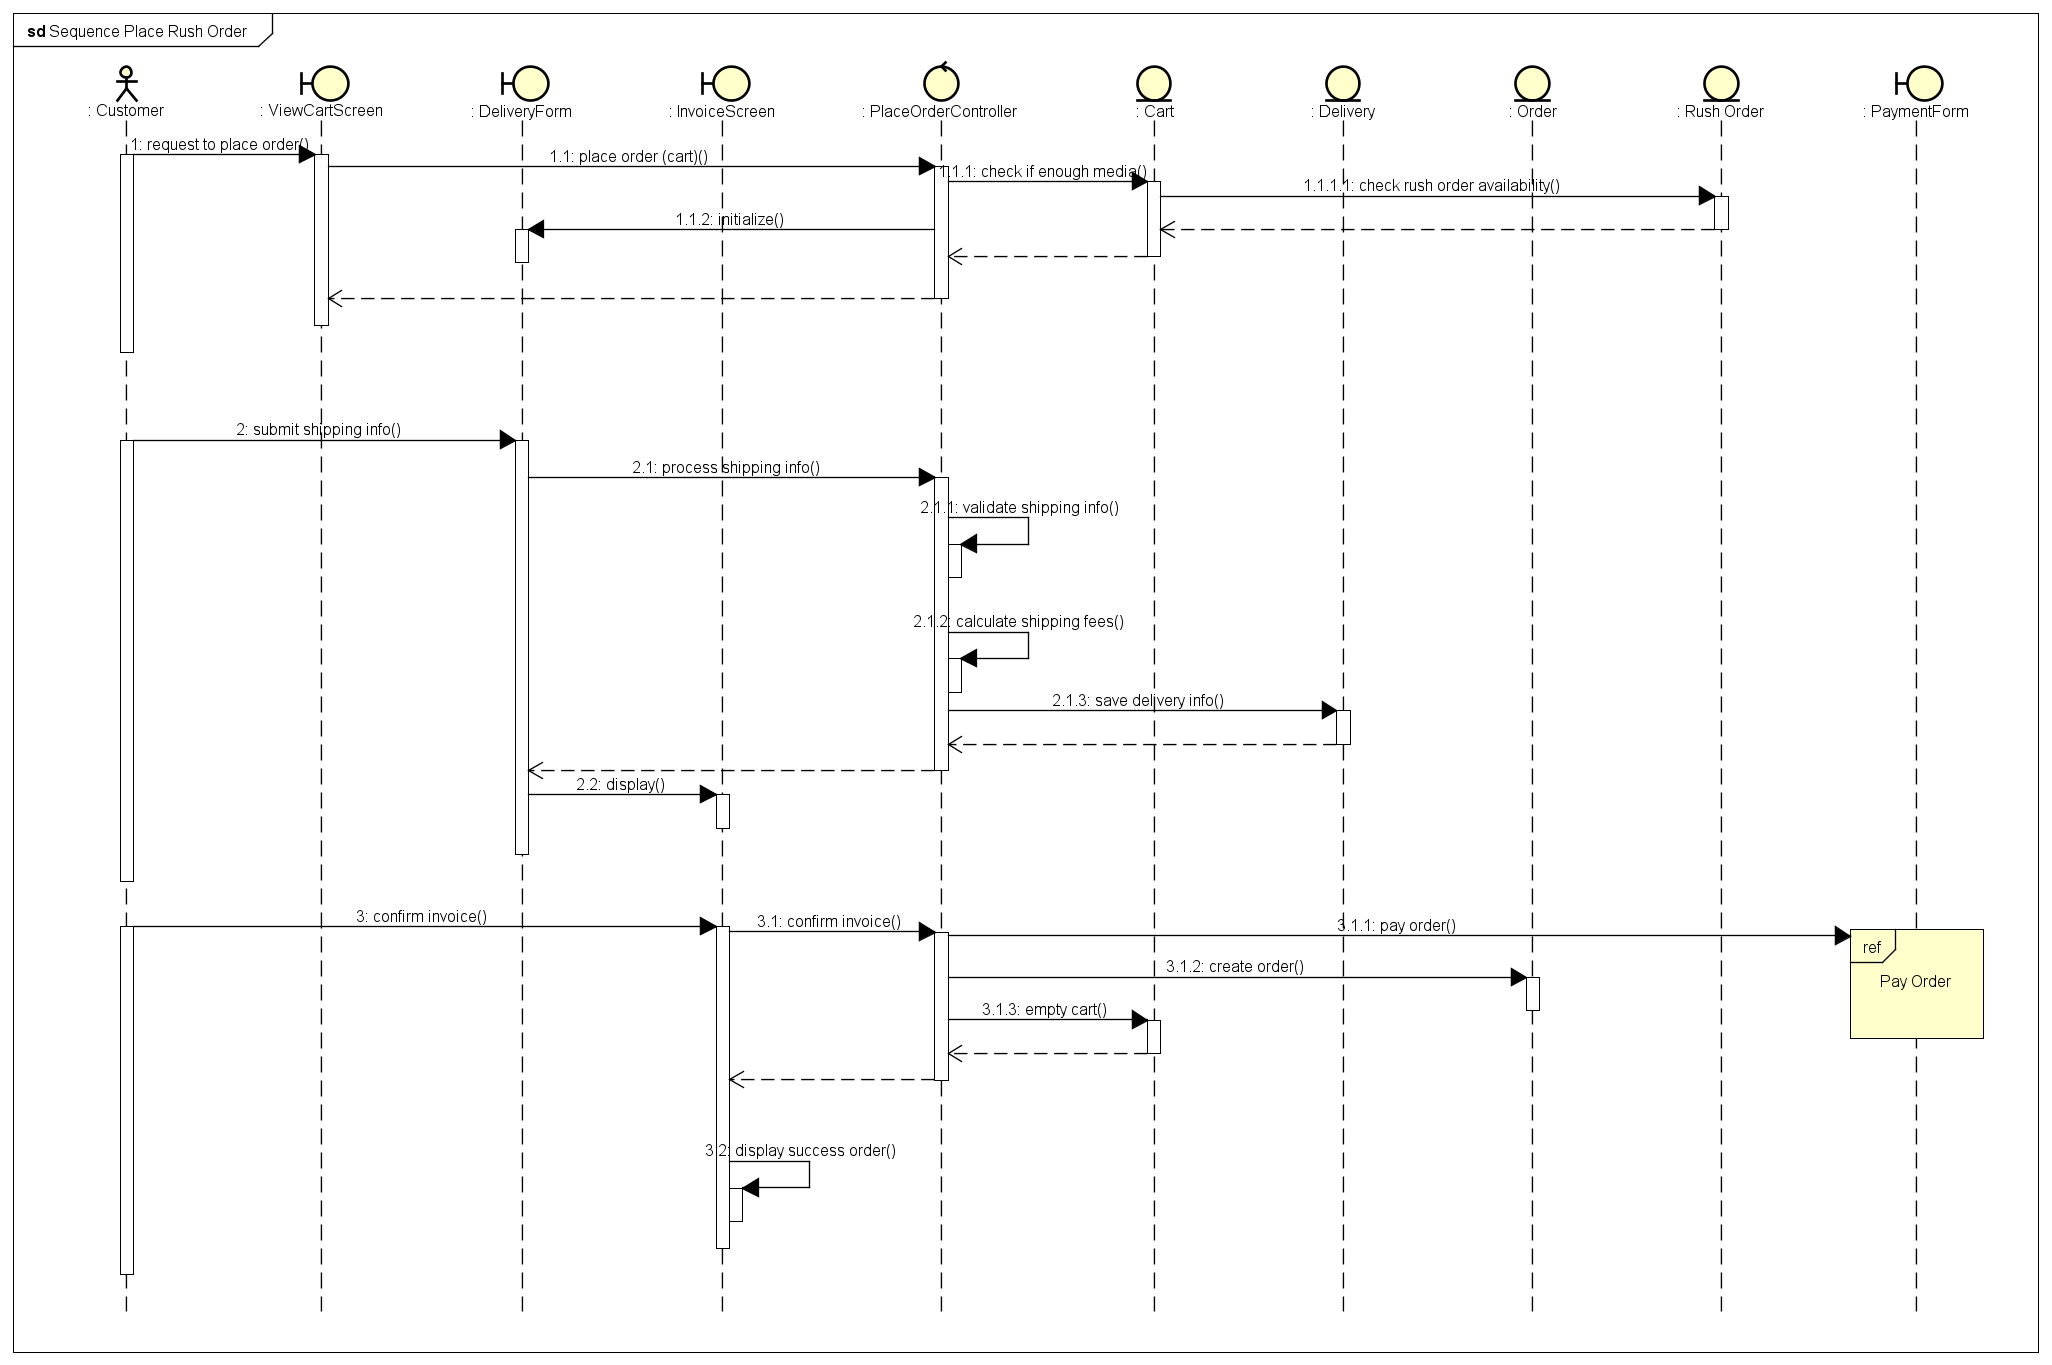 sd Sequence Place Rush Order
: Customer
: ViewCartScreen
: DeliveryForm
: InvoiceScreen
: PlaceOrderController
: Cart
: Delivery
: Order
: Rush Order
: PaymentForm
1: request to place order()
1.1: place order (cart)()
1.1.1: check if enough media()
1.1.1.1: check rush order availability()
1.1.2: initialize()
2: submit shipping info()
2.1: process shipping info()
2.1.1: validate shipping info()
2.1.2: calculate shipping fees()
2.1.3: save delivery info()
2.2: display()
3: confirm invoice()
3.1: confirm invoice()
3.1.1: pay order()
ref
Pay Order
3.1.2: create order()
3.1.3: empty cart()
3.2: display success order()